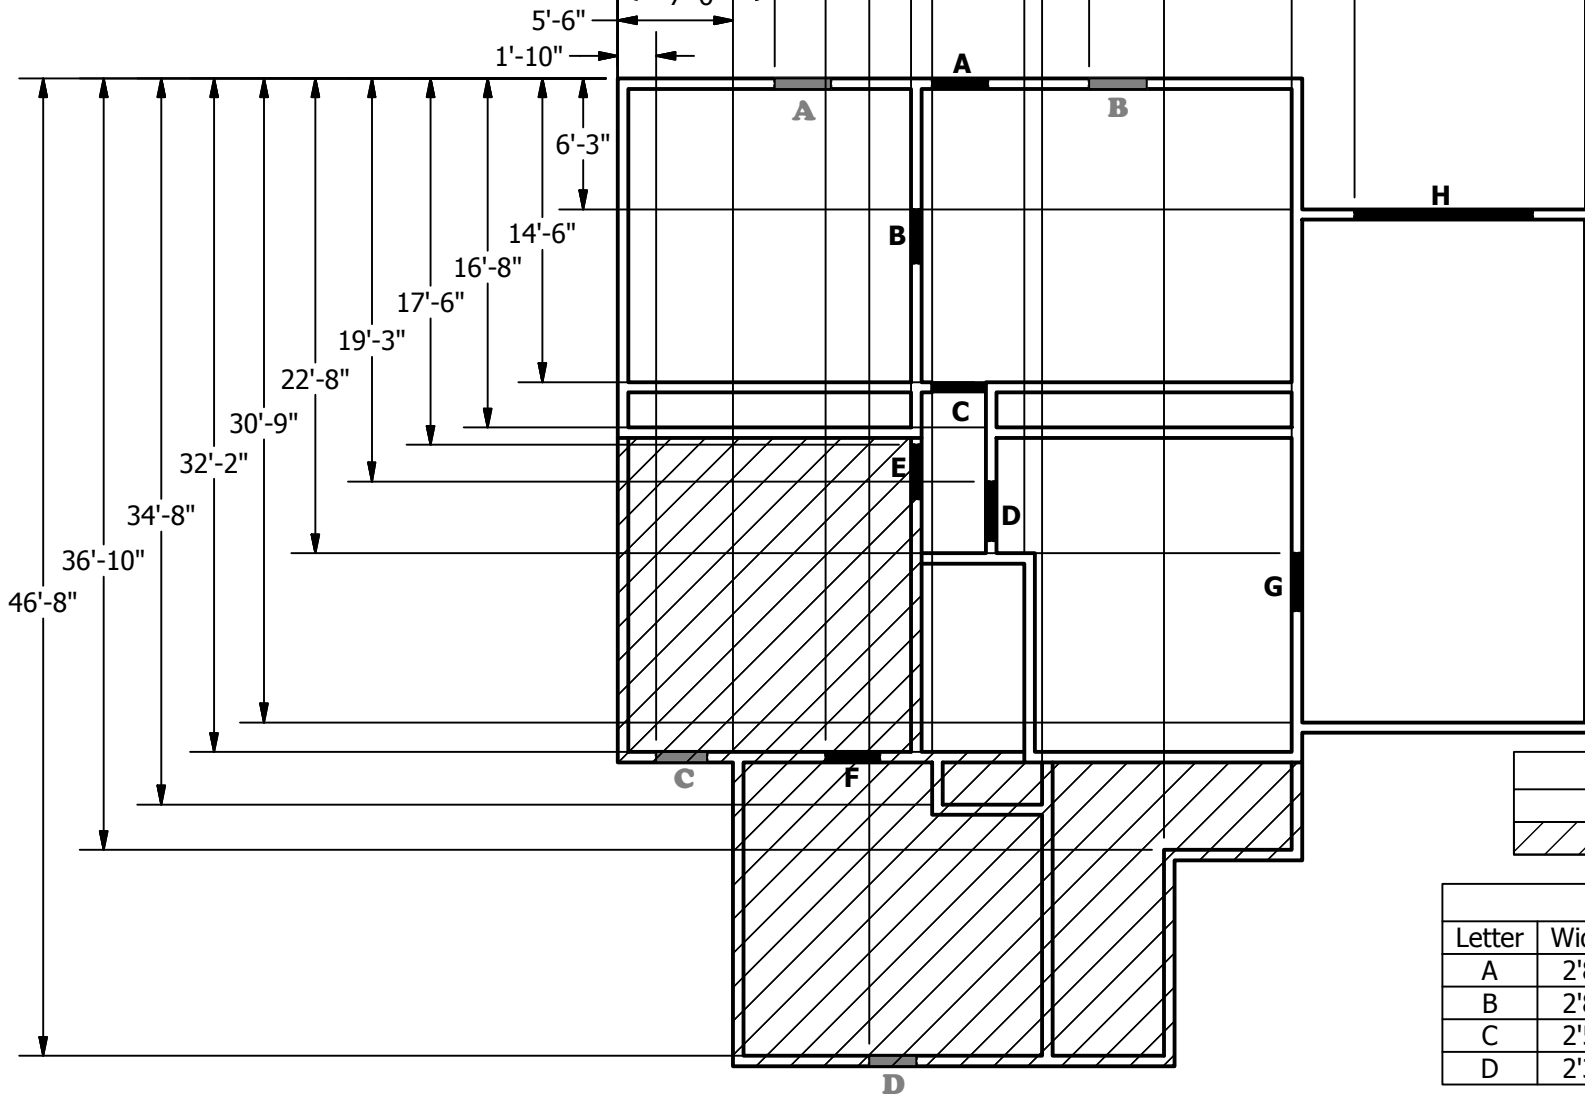 5'-6"
1'-10"
A
A
B
6'-3"
H
14'-6"
B
16'-8"
17'-6"
19'-3"
22'-8"
C
30'-9"
32'-2"
E
34'-8"
D
36'-10"
G
46'-8"
C
F
D
Letter
A
B
C
D